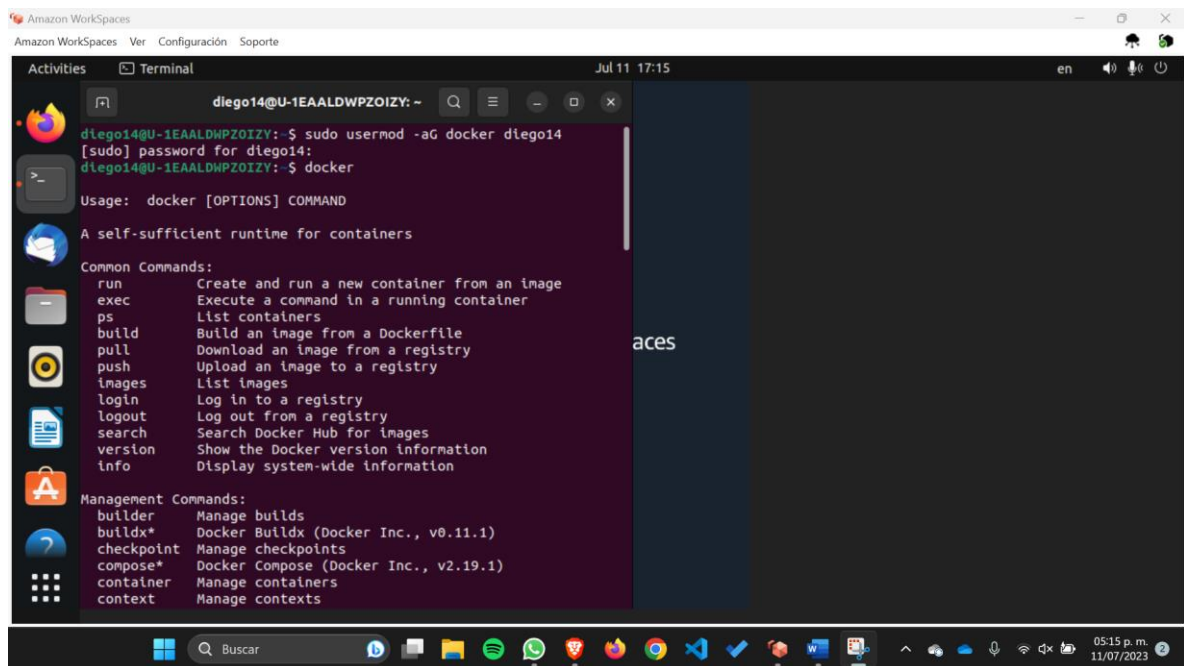 Amazon WorkSpaces
Amazon WorkSpaces Ver Configuración Soporte
Activities Terminal Jul 11 17:15 en
diego14@U-1EAALDWPZOIZY: ~
diego14@U-1EAALDWPZOIZY:~$ sudo usermod -aG docker diego14
[sudo] password for diego14:
diego14@U-1EAALDWPZOIZY:~$ docker
Usage: docker [OPTIONS] COMMAND
A self-sufficient runtime for containers
Common Commands:
run Create and run a new container from an image
exec Execute a command in a running container
ps List containers
build Build an image from a Dockerfile
pull Download an image from a registry
push Upload an image to a registry
images List images
login Log in to a registry
logout Log out from a registry
search Search Docker Hub for images
version Show the Docker version information
info Display system-wide information
Management Commands:
builder Manage builds
buildx* Docker Buildx (Docker Inc., v0.11.1)
checkpoint Manage checkpoints
compose* Docker Compose (Docker Inc., v2.19.1)
container Manage containers
context Manage contexts
aces
Buscar
05:15 p. m.
11/07/2023
2